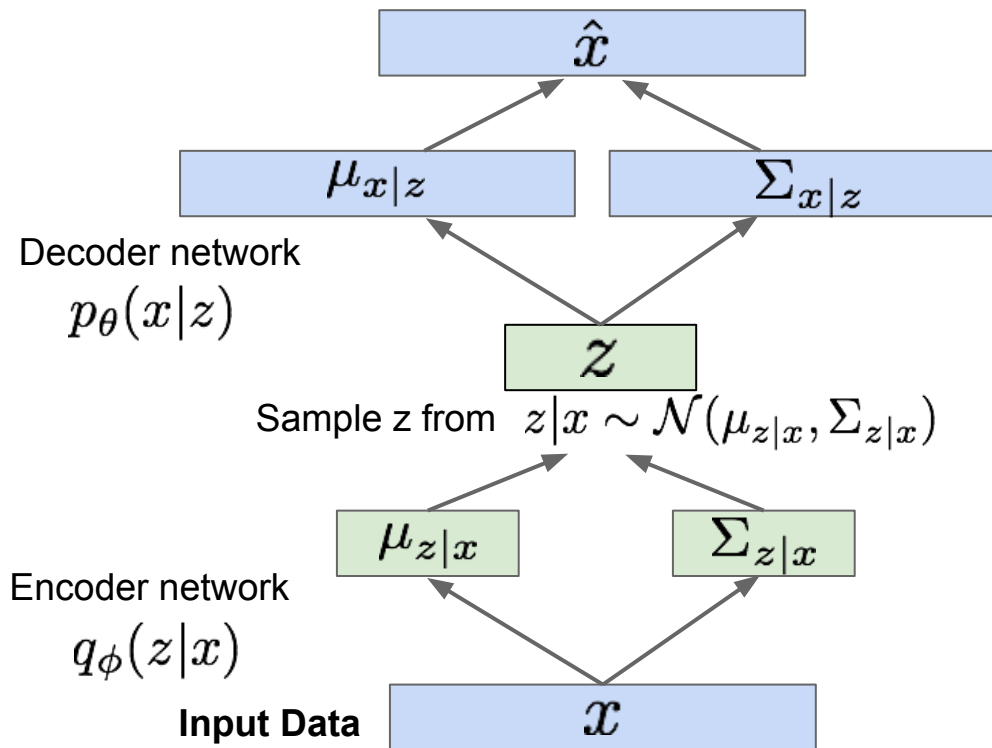 x̂
μ_{x|z} Σ_{x|z}
Decoder network
p_θ(x|z)
z
Sample z from z|x ∼ 𝒩(μ_{z|x}, Σ_{z|x})
μ_{z|x} Σ_{z|x}
Encoder network
q_ϕ(z|x)
Input Data x